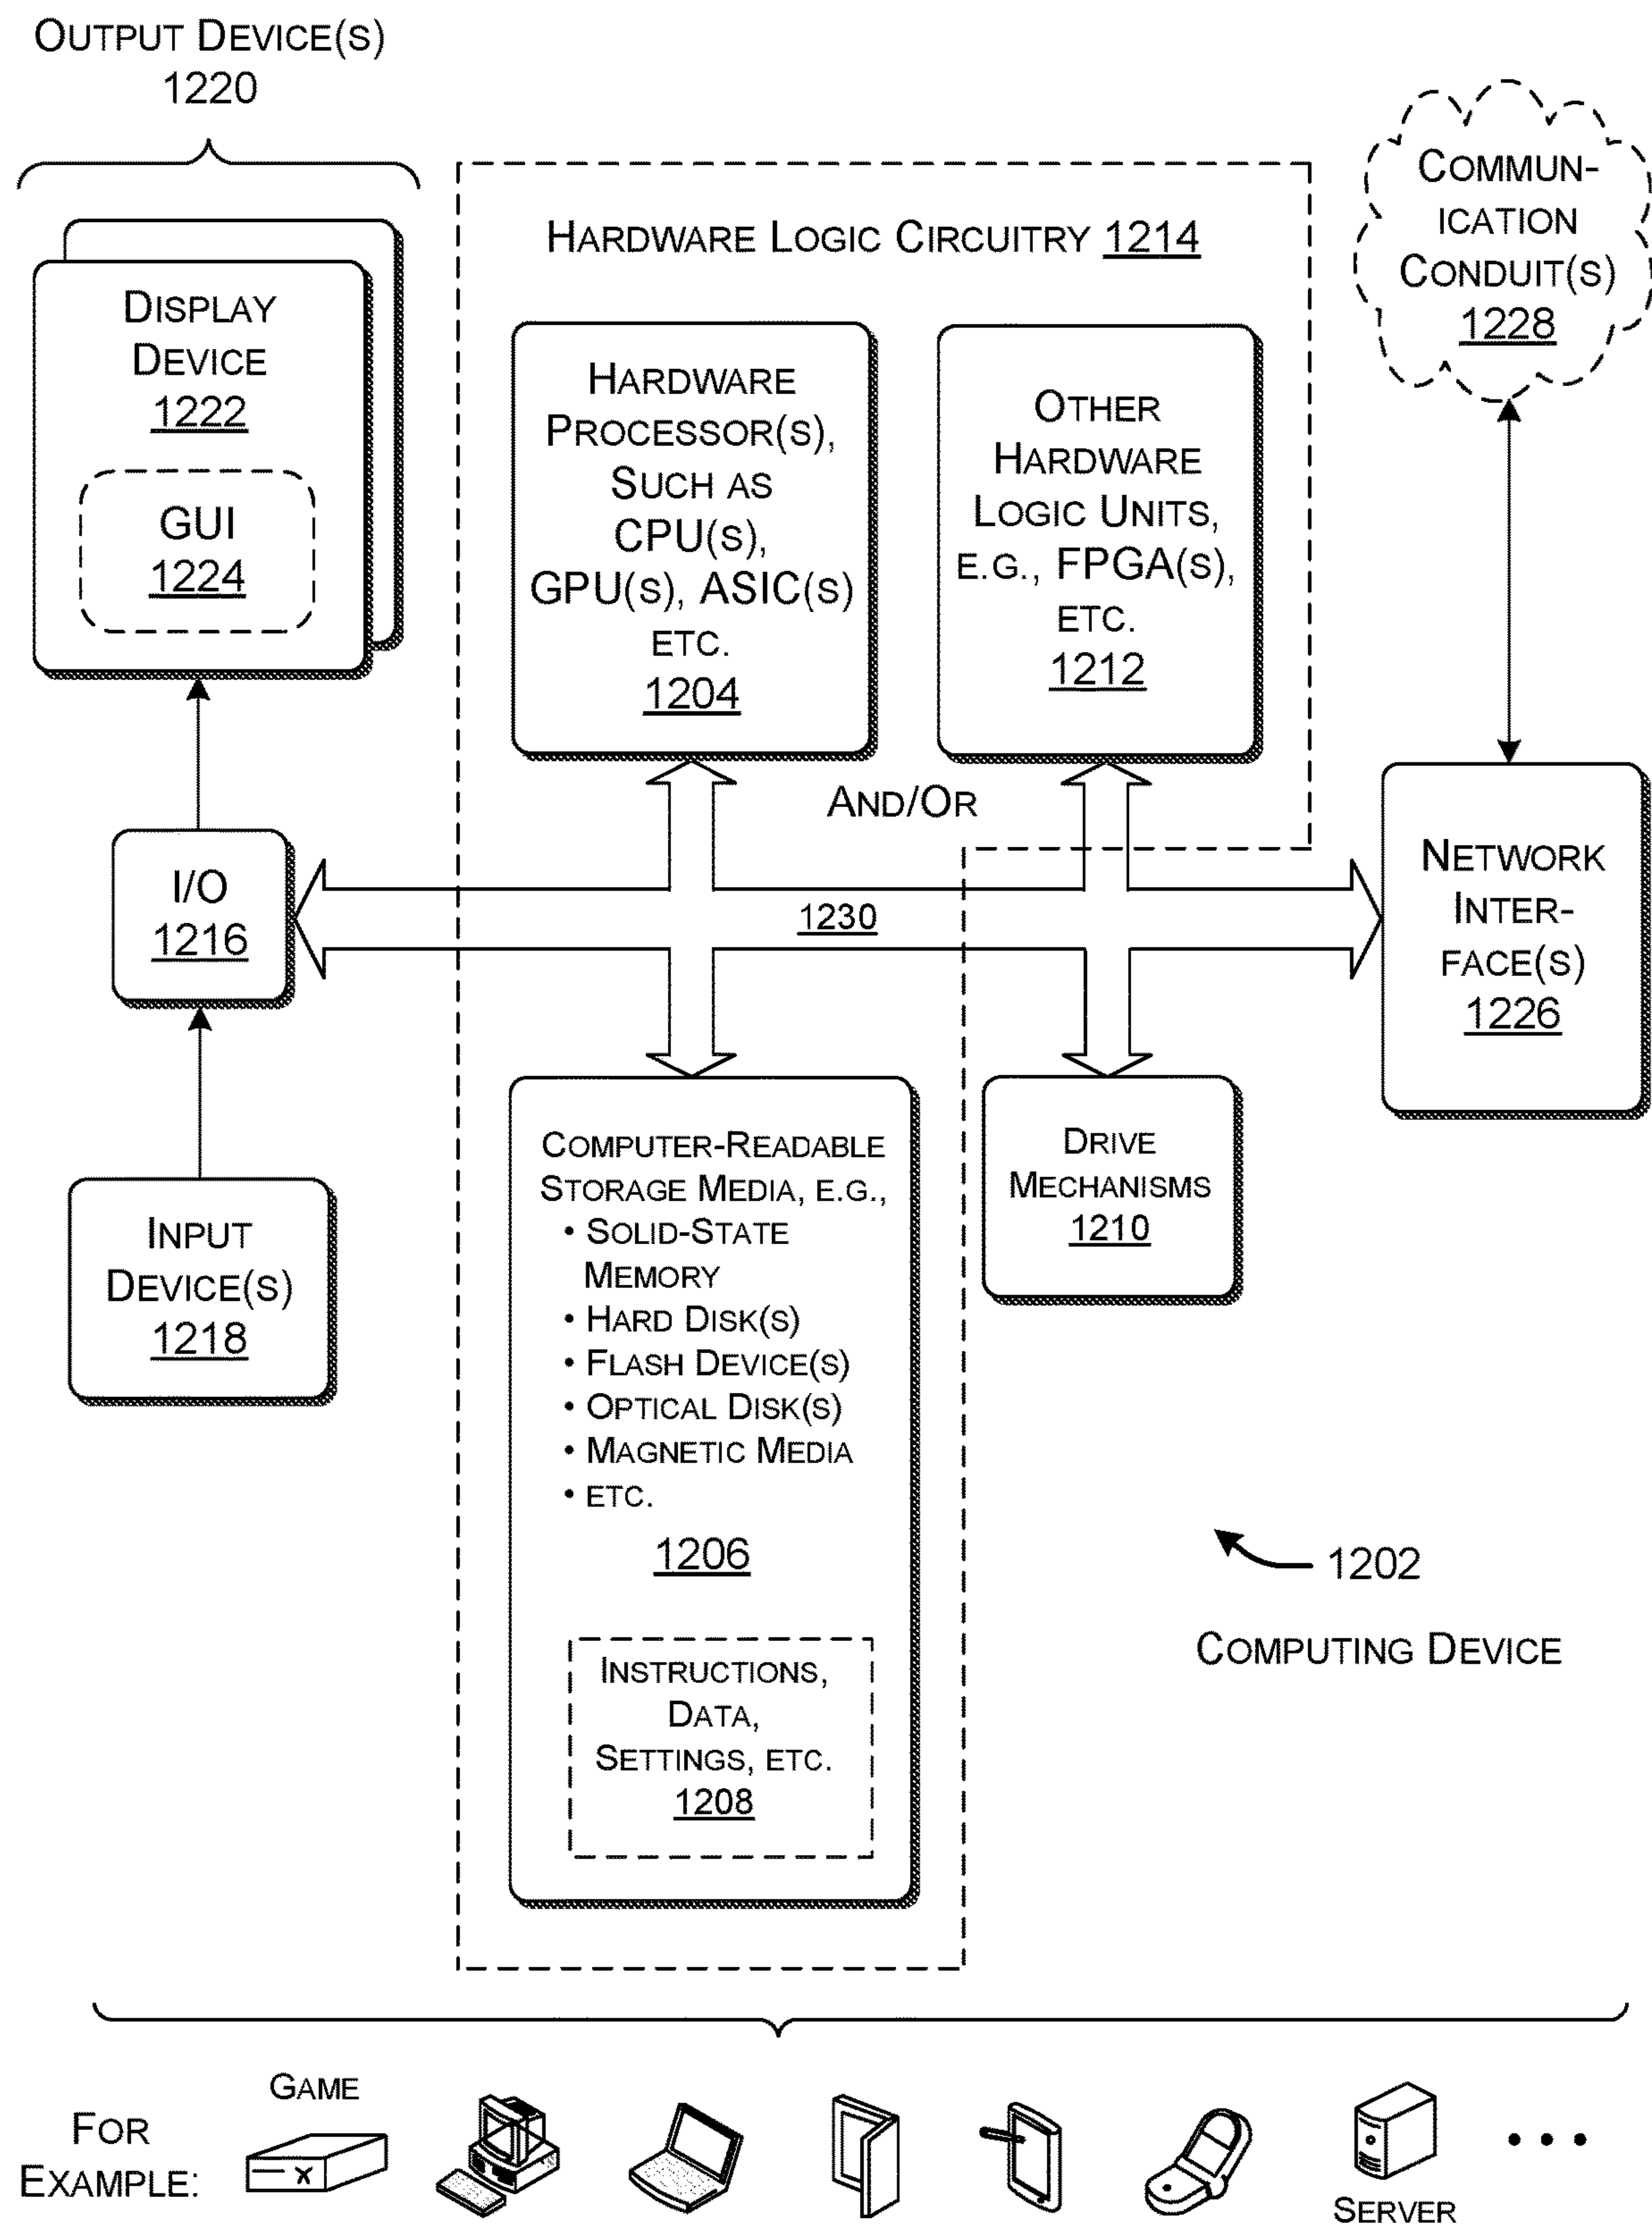 OUTPUT DEVICE(S)
1220
DISPLAY
DEVICE
1222
GUI
1224
I/O
1216
INPUT
DEVICE(S)
1218
HARDWARE LOGIC CIRCUITRY 1214
HARDWARE
PROCESSOR(S),
SUCH AS
CPU(S),
GPU(S), ASIC(S)
ETC.
1204
OTHER
HARDWARE
LOGIC UNITS,
E.G., FPGA(S),
ETC.
1212
AND/OR
1230
COMPUTER-READABLE
STORAGE MEDIA, E.G.,
• SOLID-STATE
MEMORY
• HARD DISK(S)
• FLASH DEVICE(S)
• OPTICAL DISK(S)
• MAGNETIC MEDIA
• ETC.
1206
INSTRUCTIONS,
DATA,
SETTINGS, ETC.
1208
DRIVE
MECHANISMS
1210
COMMUN-
ICATION
CONDUIT(S)
1228
NETWORK
INTER-
FACE(S)
1226
1202
COMPUTING DEVICE
FOR
EXAMPLE:
GAME
X
SERVER
• • •